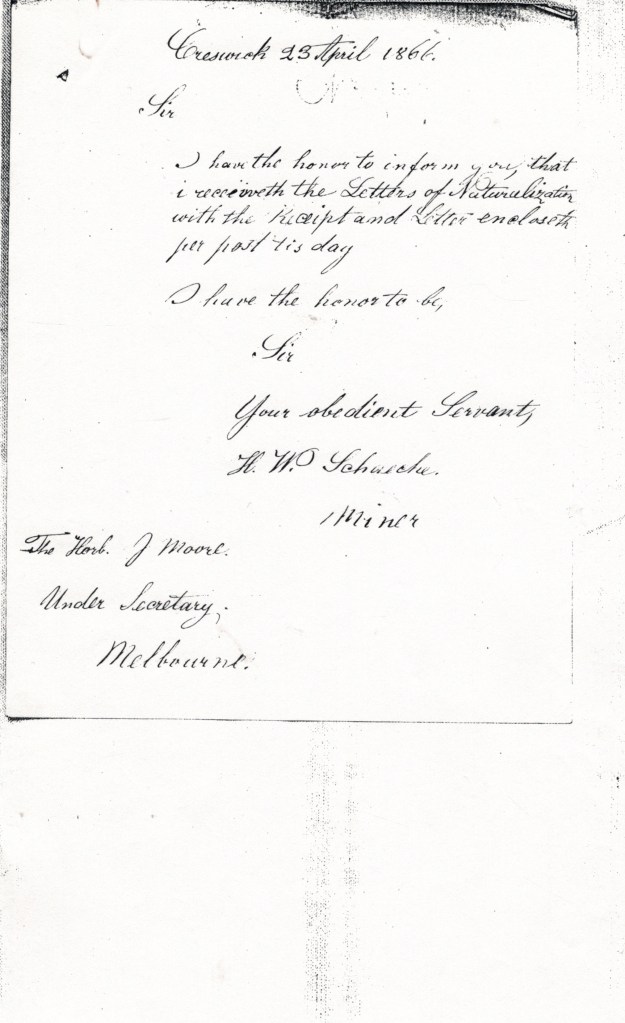 Creswick 23 April 1866.
Sir
I have the honor to inform you, that
i receiveth the Letters of Naturalization
with the Receipt and Letter encloseth
per post tis day
I have the honor to be,
Sir
Your obedient Servant,
H. W. Schaeche.
Miner
The Honb. J Moore.
Under Secretary,
Melbourne.